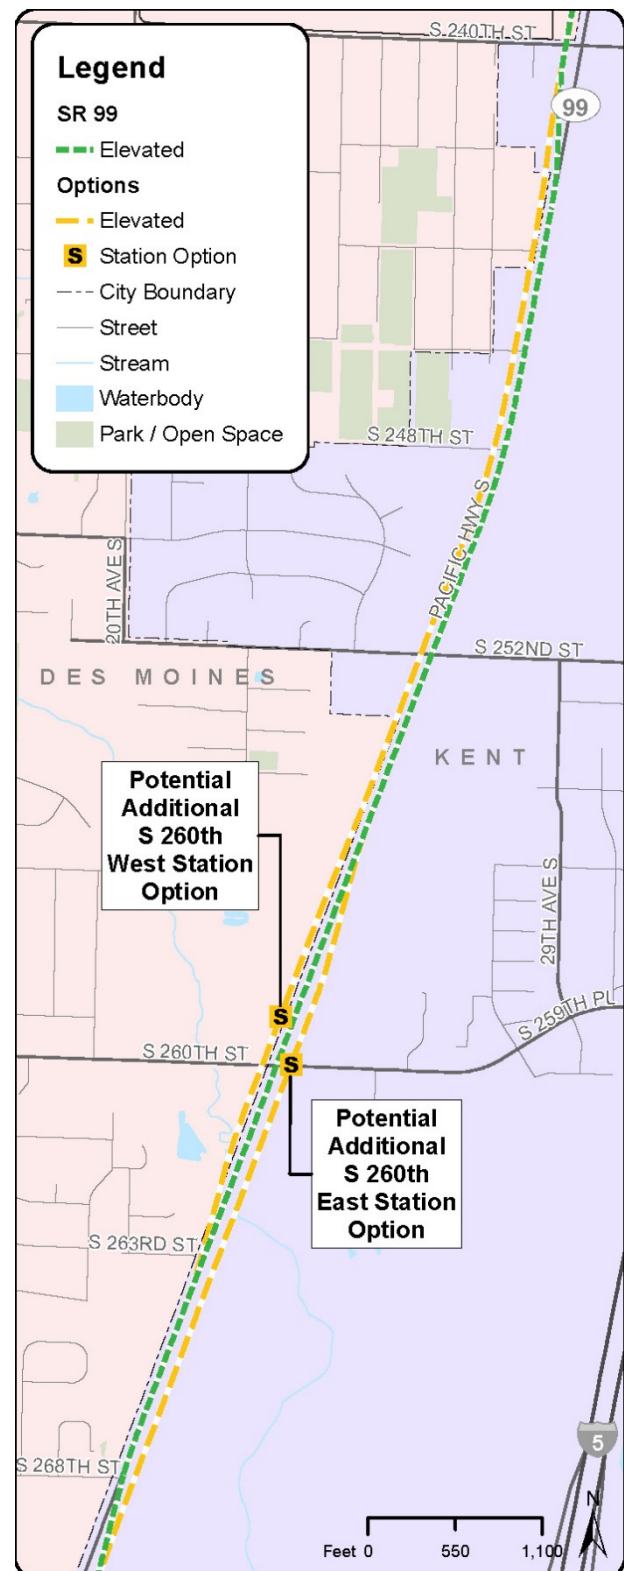 S 240TH ST
Legend
SR 99
Elevated
Options
Elevated
S Station Option
City Boundary
Street
Stream
Waterbody
Park / Open Space
99
S 248TH ST
PACIFIC HWY S
20TH AVE S
S 252ND ST
DES MOINES
KENT
Potential
Additional
S 260th
West Station
Option
29TH AVE S
S
S 259TH PL
S 260TH ST
S
Potential
Additional
S 260th
East Station
Option
S 263RD ST
5
S 268TH ST
N
Feet 0 550 1,100